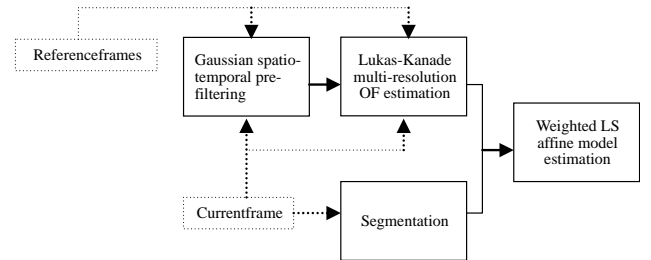 Referenceframes
Gaussian spatio-
temporal pre-
filtering
Lukas-Kanade
multi-resolution
OF estimation
Weighted LS
affine model
estimation
Currentframe
Segmentation